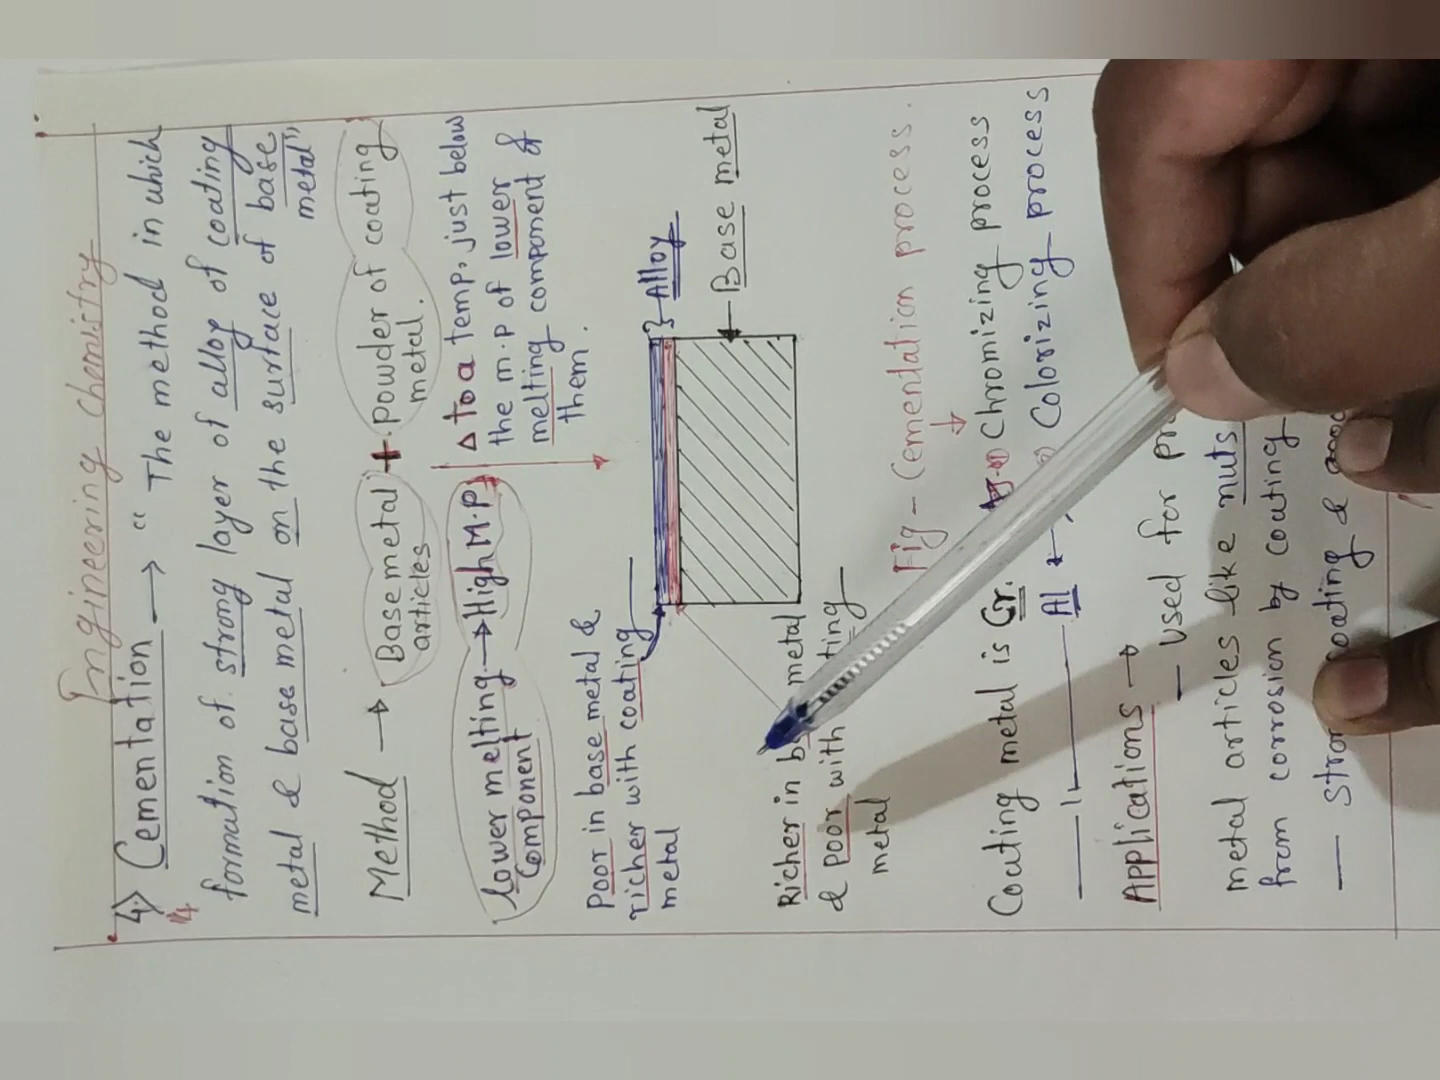 Engineering Chemistry
4) Cementation → " The method in which
formation of strong layer of alloy of coating
metal & base metal on the surface of base
metal"
Method → Base metal articles + Powder of coating metal.
lower melting component → High M.P
Δ to a temp. just below
the m.p of lower
melting component of
them.
Poor in base metal &
richer with coating
metal
} Alloy
Base metal
Richer in metal
& poor with
metal
Fig - Cementation process.
Coating metal is Cr. Chromizing process
— 11 — Al Colorizing process
Applications →
— Used for
metal articles like nuts
from corrosion by coating
— coating &